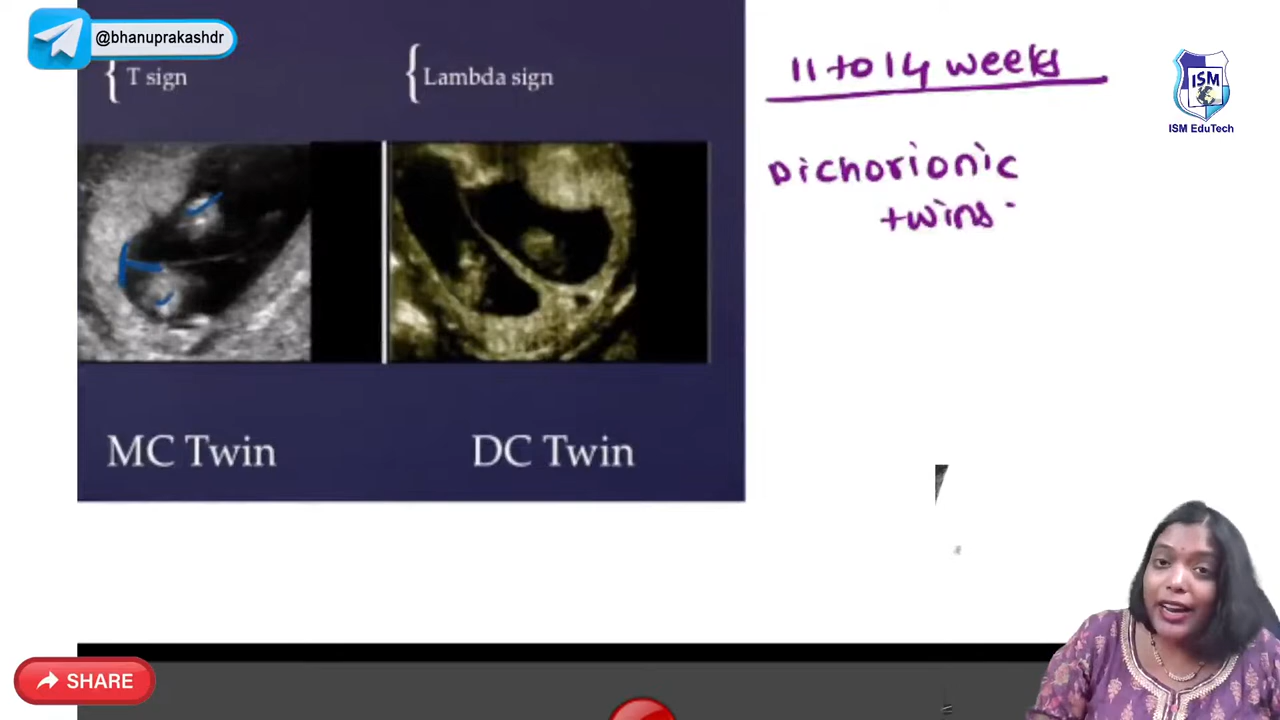 @bhanuprakashdr
T sign
Lambda sign
11 to 14 weeks
ISM
ISM EduTech
Dichorionic
twins
MC Twin
DC Twin
SHARE